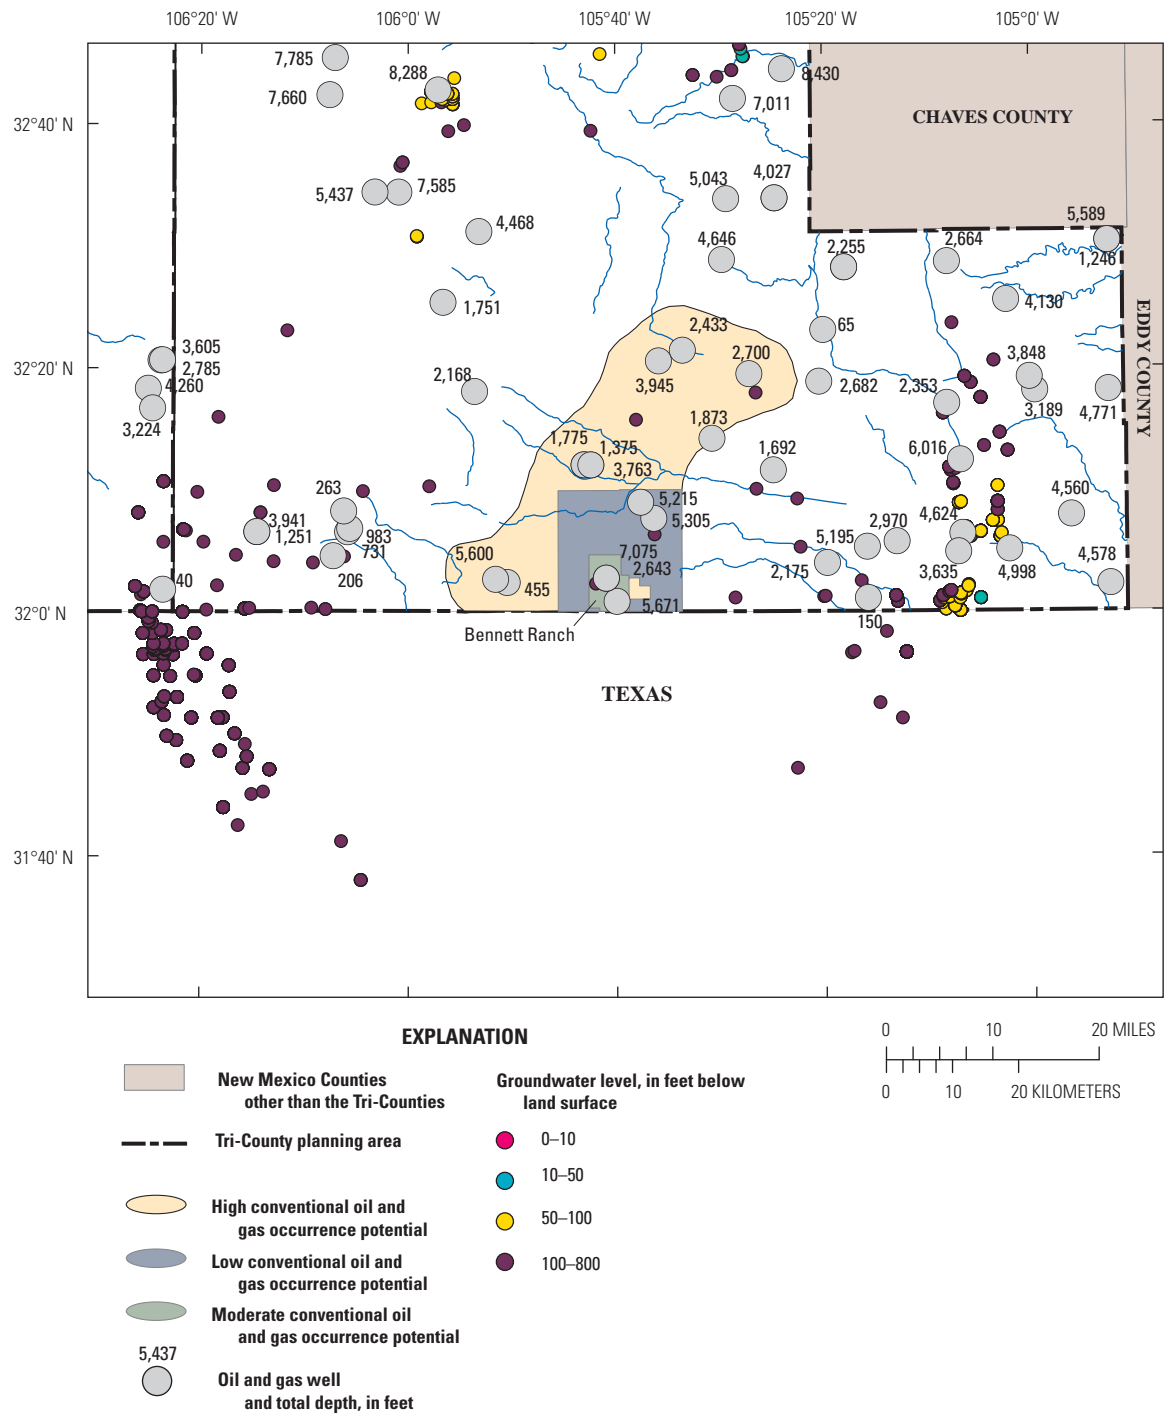 106°20' W 106°0' W 105°40' W 105°20' W 105°0' W
7,785
8,288
8,430
7,660
7,011
32°40' N
CHAVES COUNTY
5,043
4,027
5,437
7,585
5,589
4,468
4,646
2,255
2,664
1,246
1,751
4,130
EDDY COUNTY
2,433
65
3,605
32°20' N
2,785
2,700
3,848
4,260
2,168
3,945
2,682
2,353
3,189
4,771
3,224
1,873
1,775
1,375
1,692
6,016
3,763
263
5,215
4,560
3,941
5,305
4,624
2,970
1,251
983
5,195
731
5,600
7,075
2,643
2,175
3,635
4,998
4,578
40
206
455
5,671
32°0' N
150
Bennett Ranch
TEXAS
31°40' N
EXPLANATION
New Mexico Counties
other than the Tri-Counties
Tri-County planning area
High conventional oil and
gas occurrence potential
Low conventional oil and
gas occurrence potential
Moderate conventional oil
and gas occurrence potential
5,437
Oil and gas well
and total depth, in feet
Groundwater level, in feet below
land surface
0–10
10–50
50–100
100–800
0 10 20 MILES
0 10 20 KILOMETERS